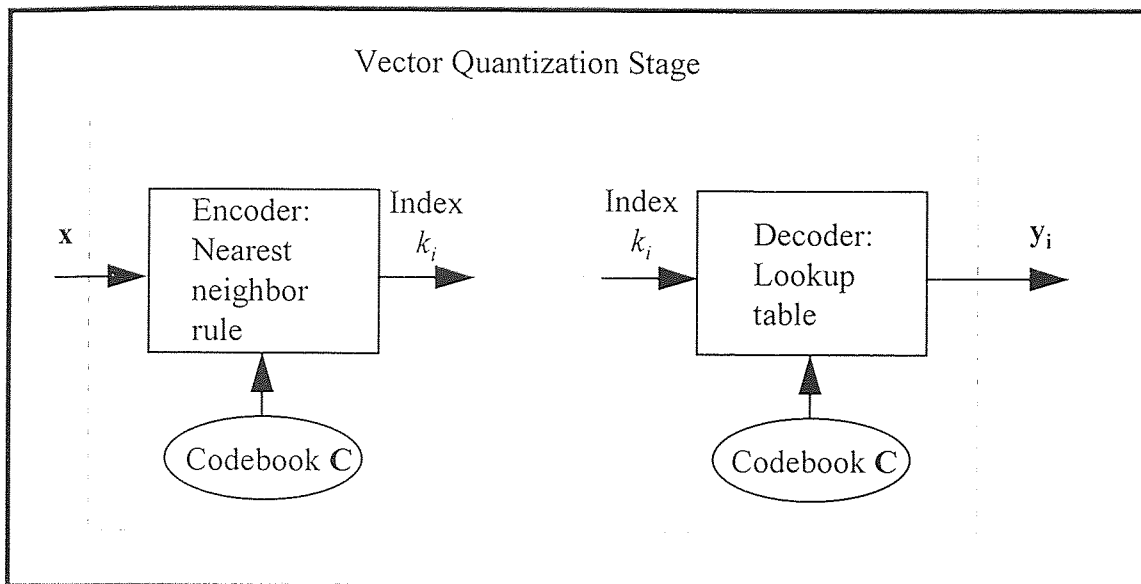 Vector Quantization Stage
x
Encoder:
Nearest
neighbor
rule
Index
k_i
Codebook C
Index
k_i
Decoder:
Lookup
table
y_i
Codebook C